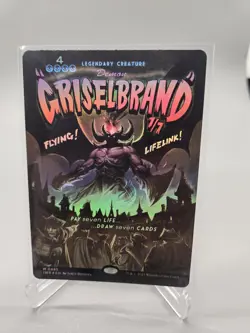 4
LEGENDARY CREATURE
Demon
GRISELBRAND
7/7
FLYING!
LIFELINK!
PAY seven LIFE...
...DRAW seven CARDS